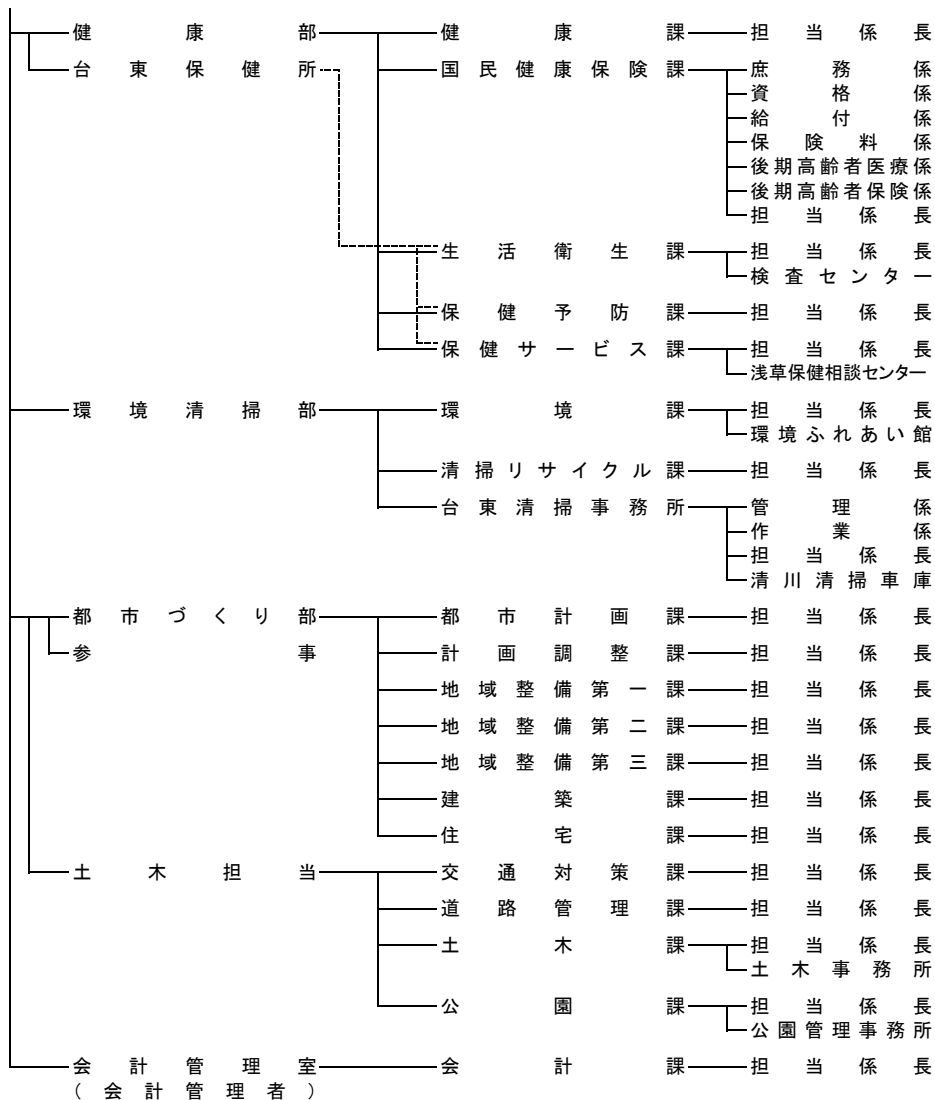 健康部 健康課 担当係長
台東保健所 国民健康保険課 庶務係
資格係
給付係
保険料係
後期高齢者医療係
後期高齢者保険係
担当係長
生活衛生課 担当係長
検査センター
保健予防課 担当係長
保健サービス課 担当係長
浅草保健相談センター
環境清掃部 環境課 担当係長
環境ふれあい館
清掃リサイクル課 担当係長
台東清掃事務所 管理係
作業係
担当係長
清川清掃車庫
都市づくり部 都市計画課 担当係長
参事 計画調整課 担当係長
地域整備第一課 担当係長
地域整備第二課 担当係長
地域整備第三課 担当係長
建築課 担当係長
住宅課 担当係長
土木担当 交通対策課 担当係長
道路管理課 担当係長
土木課 担当係長
土木事務所
公園課 担当係長
公園管理事務所
会計管理室 会計課 担当係長
(会計管理者)